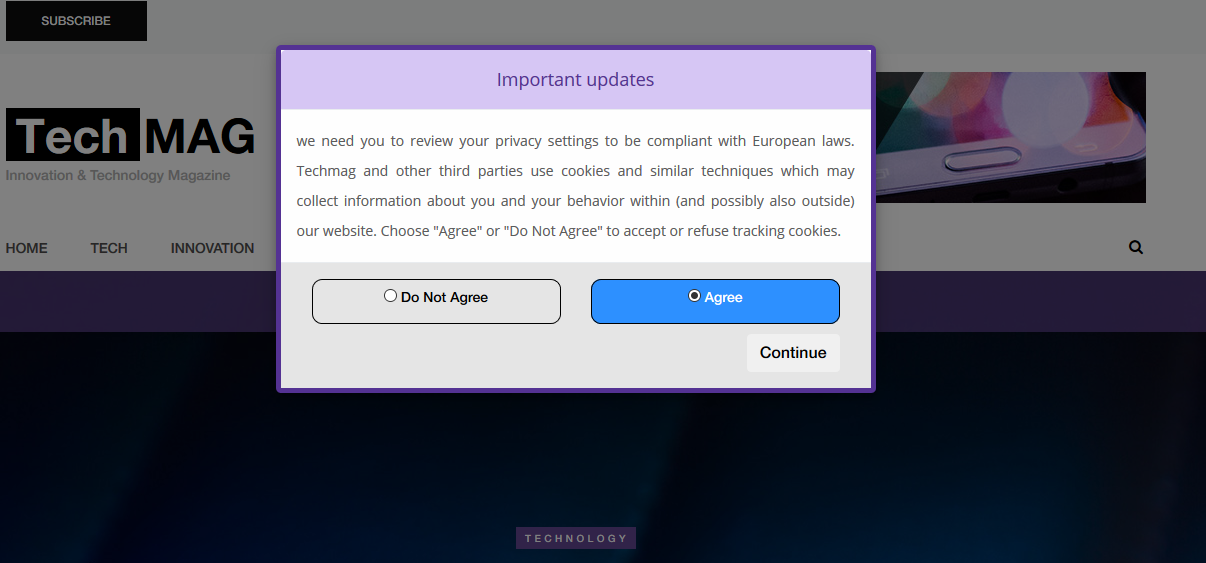 SUBSCRIBE
Important updates
we need you to review your privacy settings to be compliant with European laws.
Techmag and other third parties use cookies and similar techniques which may
collect information about you and your behavior within (and possibly also outside)
our website. Choose "Agree" or "Do Not Agree" to accept or refuse tracking cookies.
Do Not Agree
Agree
Continue
Tech MAG
Innovation & Technology Magazine
HOME
TECH
INNOVATION
TECHNOLOGY